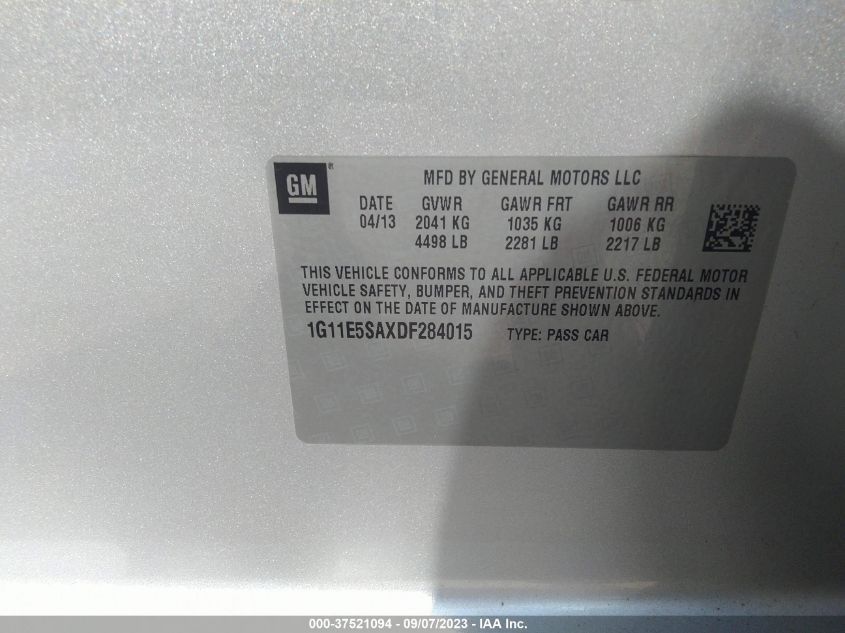 GM
MFD BY GENERAL MOTORS LLC
DATE GVWR GAWR FRT GAWR RR
04/13 2041 KG 1035 KG 1006 KG
4498 LB 2281 LB 2217 LB
THIS VEHICLE CONFORMS TO ALL APPLICABLE U.S. FEDERAL MOTOR
VEHICLE SAFETY, BUMPER, AND THEFT PREVENTION STANDARDS IN
EFFECT ON THE DATE OF MANUFACTURE SHOWN ABOVE.
1G11E5SAXDF284015 TYPE: PASS CAR
000-37521094 - 09/07/2023 - IAA Inc.